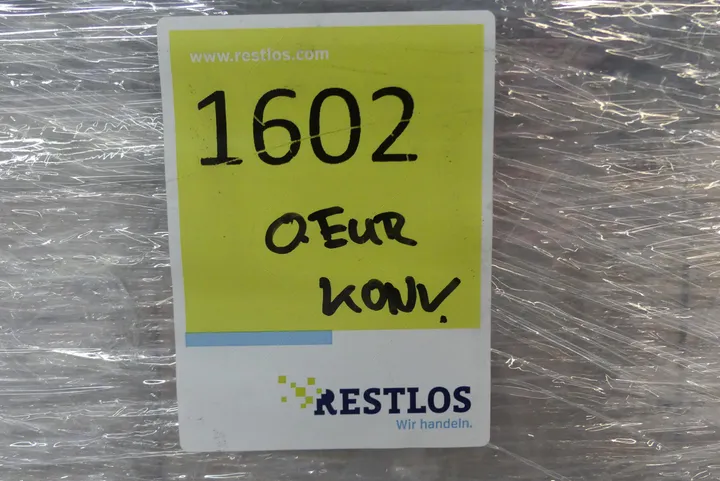 www.restlos.com
1602
O.EUR
KONV.
RESTLOS
Wir handeln.